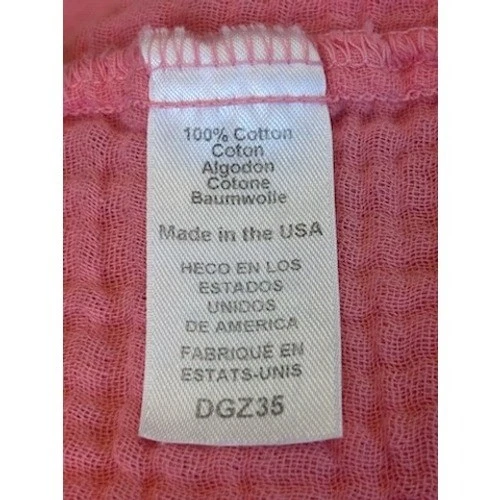 100% Cotton
Coton
Algodon
Cotone
Baumwolle
Made in the USA
HECO EN LOS
ESTADOS
UNIDOS
DE AMERICA
FABRIQUÉ EN
ESTATS-UNIS
DGZ35